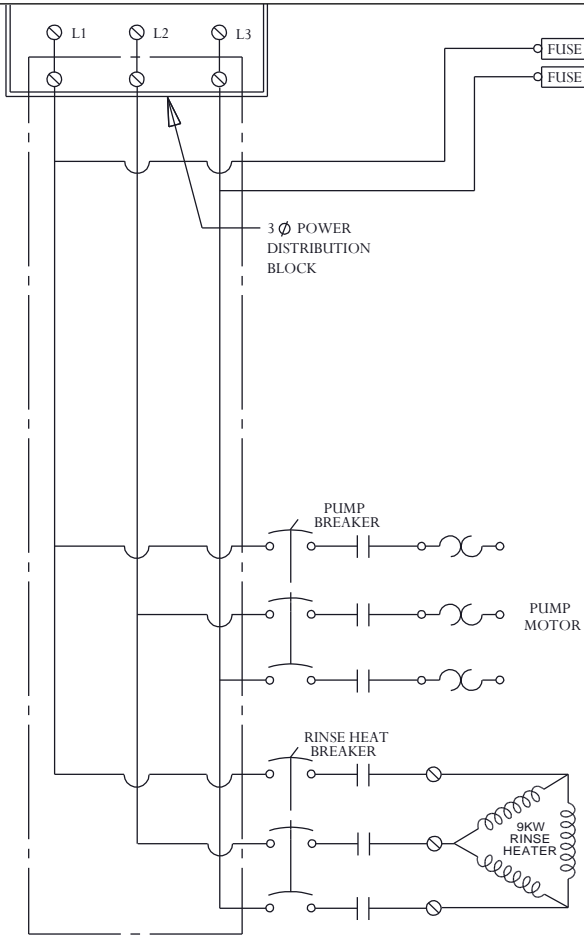 L1
L2
L3
FUSE
FUSE
3 Ø POWER
DISTRIBUTION
BLOCK
PUMP
BREAKER
PUMP
MOTOR
RINSE HEAT
BREAKER
9KW
RINSE
HEATER